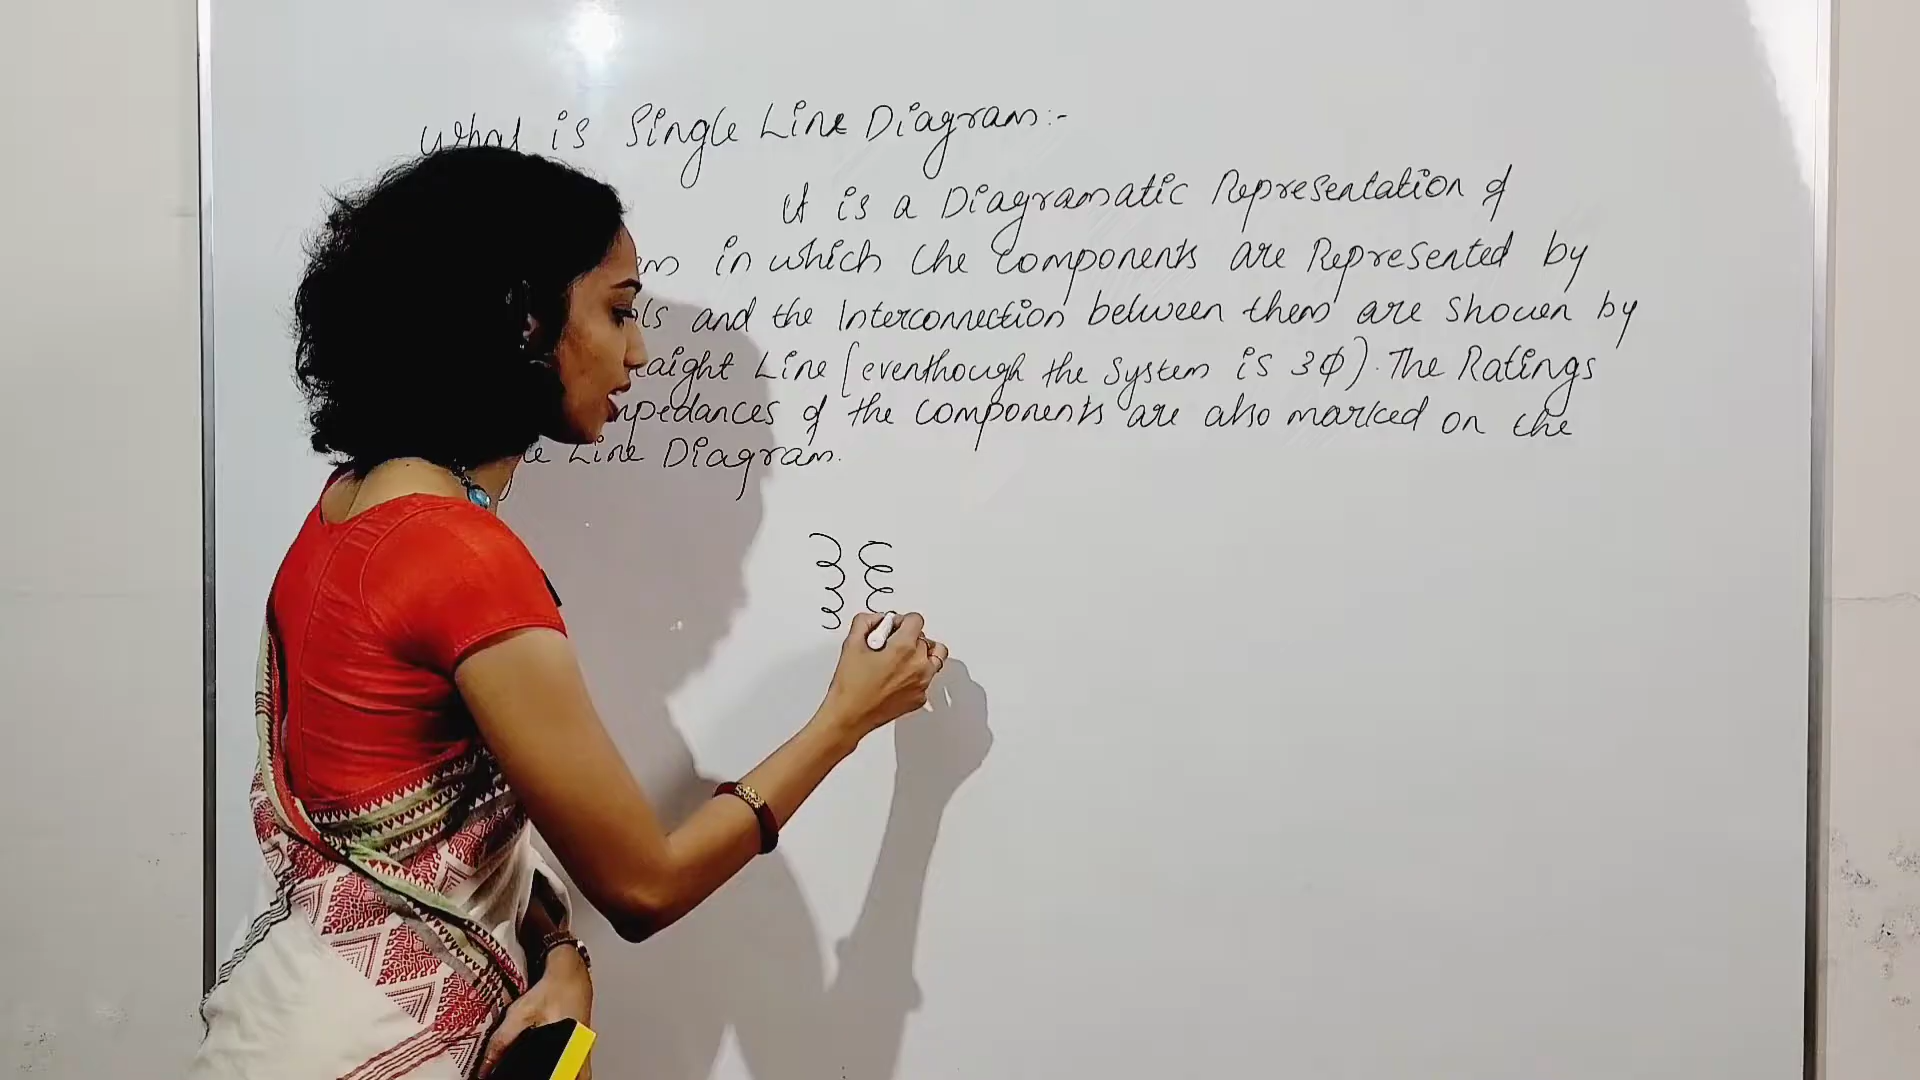 What is Single Line Diagram:-
It is a Diagramatic Representation of
in which the components are Represented by
and the Interconnection between them are shown by
Line (eventhough the system is 3Φ). The Ratings
of the components are also marked on the
Line Diagram.